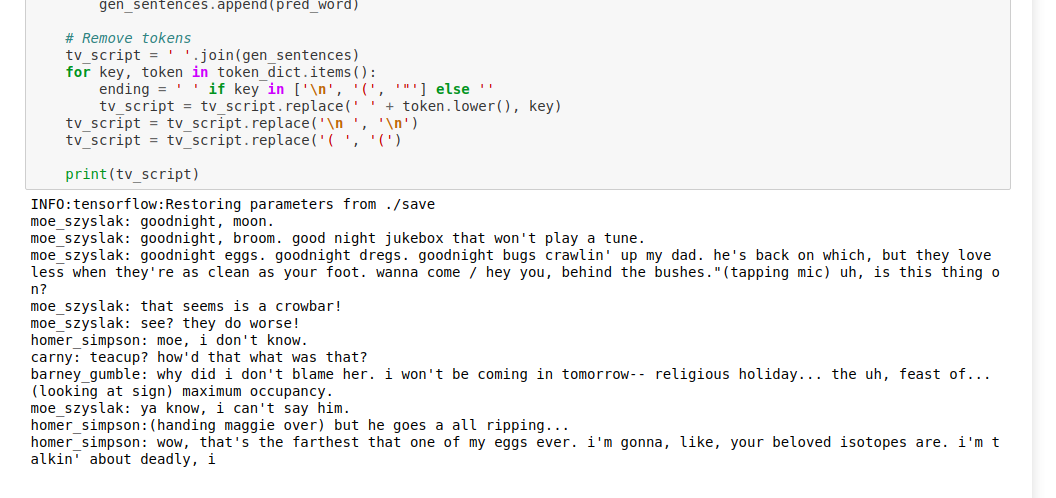 gen_sentences.append(pred_word)
# Remove tokens
tv_script = ' '.join(gen_sentences)
for key, token in token_dict.items():
ending = ' ' if key in ['\n', '(', '"'] else ''
tv_script = tv_script.replace(' ' + token.lower(), key)
tv_script = tv_script.replace('\n ', '\n')
tv_script = tv_script.replace('( ', '(')
print(tv_script)
INFO:tensorflow:Restoring parameters from ./save
moe_szyslak: goodnight, moon.
moe_szyslak: goodnight, broom. good night jukebox that won't play a tune.
moe_szyslak: goodnight eggs. goodnight dregs. goodnight bugs crawlin' up my dad. he's back on which, but they love
less when they're as clean as your foot. wanna come / hey you, behind the bushes."(tapping mic) uh, is this thing o
n?
moe_szyslak: that seems is a crowbar!
moe_szyslak: see? they do worse!
homer_simpson: moe, i don't know.
carny: teacup? how'd that what was that?
barney_gumble: why did i don't blame her. i won't be coming in tomorrow-- religious holiday... the uh, feast of...
(looking at sign) maximum occupancy.
moe_szyslak: ya know, i can't say him.
homer_simpson:(handing maggie over) but he goes a all ripping...
homer_simpson: wow, that's the farthest that one of my eggs ever. i'm gonna, like, your beloved isotopes are. i'm t
alkin' about deadly, i